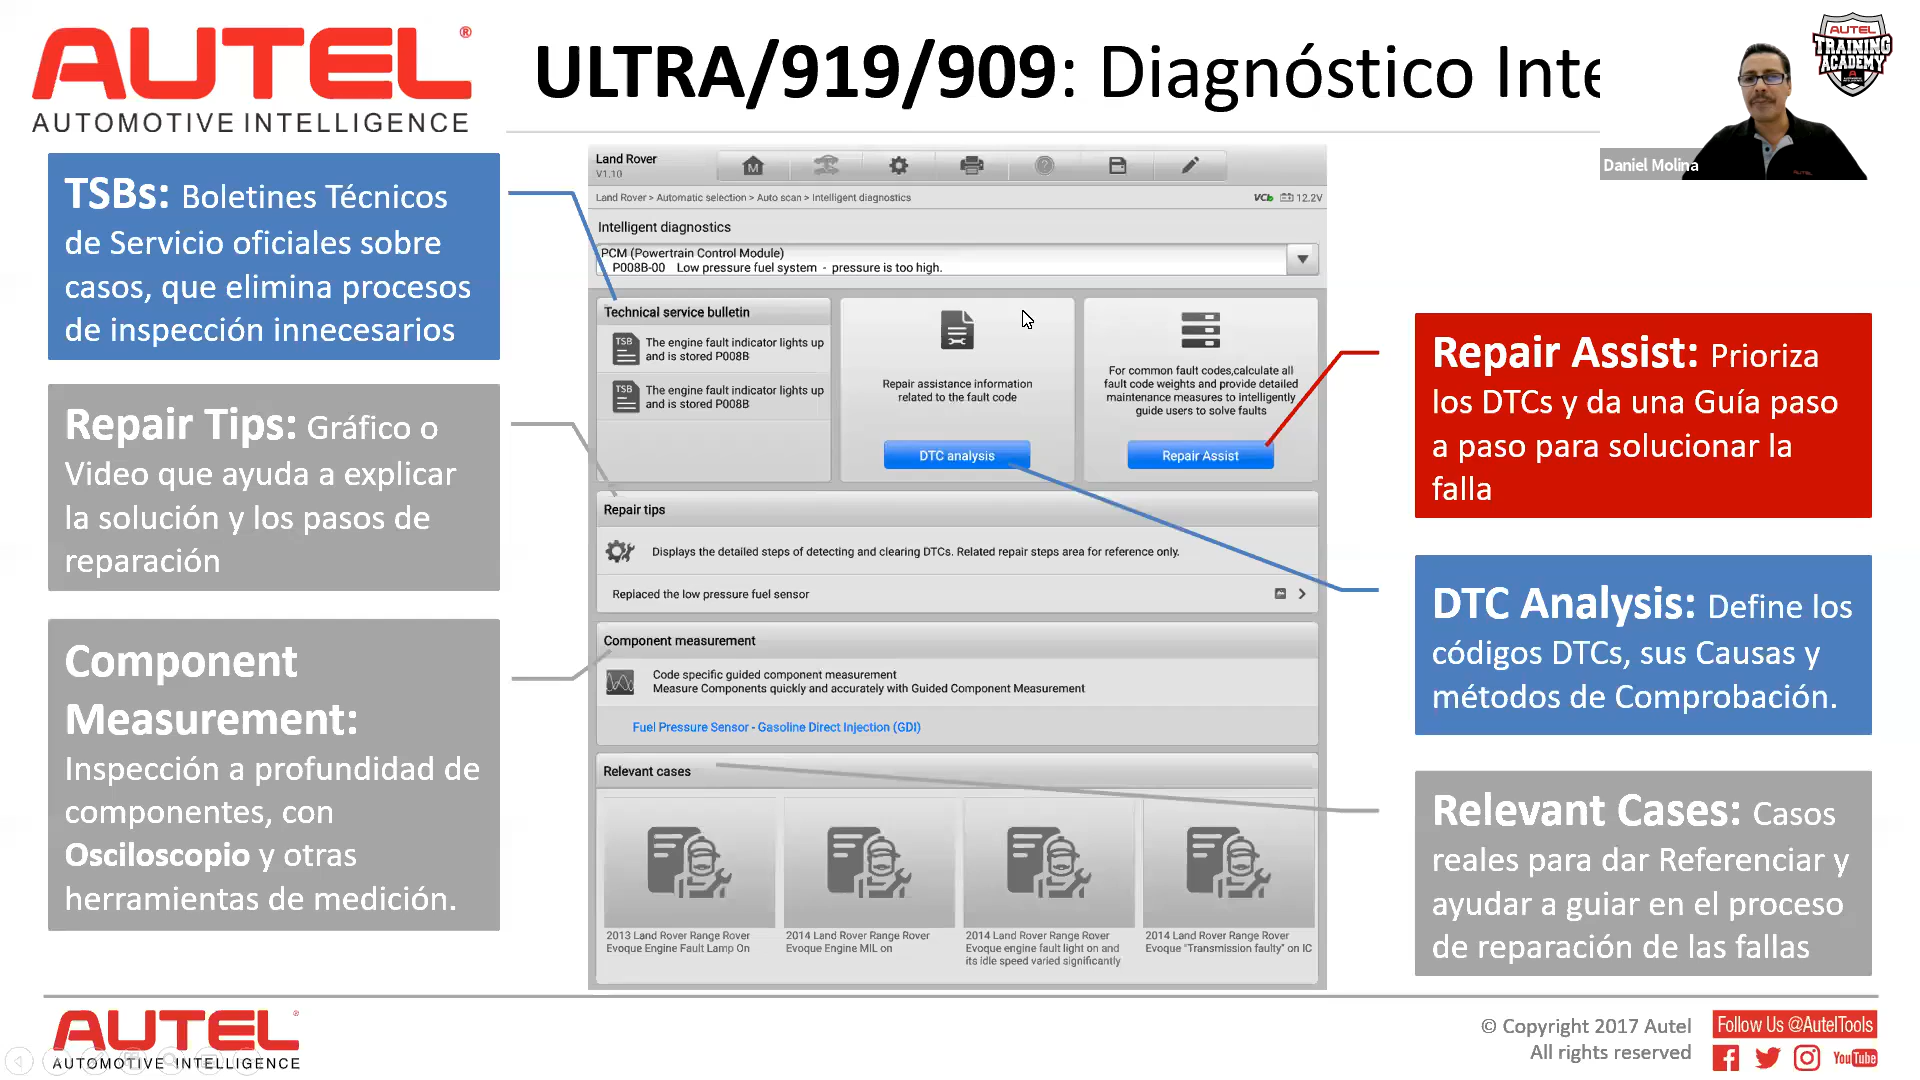 AUTEL®
AUTOMOTIVE INTELLIGENCE
ULTRA/919/909: Diagnóstico Inte
AUTEL
TRAINING
ACADEMY
Daniel Molina
TSBs: Boletines Técnicos
de Servicio oficiales sobre
casos, que elimina procesos
de inspección innecesarios
Repair Tips: Gráfico o
Video que ayuda a explicar
la solución y los pasos de
reparación
Component
Measurement:
Inspección a profundidad de
componentes, con
Osciloscopio y otras
herramientas de medición.
Land Rover
V1.10
M
Land Rover > Automatic selection > Auto scan > Intelligent diagnostics
VCI 12.2V
Intelligent diagnostics
PCM (Powertrain Control Module)
P008B-00 Low pressure fuel system - pressure is too high.
Technical service bulletin
TSB
The engine fault indicator lights up
and is stored P008B
TSB
The engine fault indicator lights up
and is stored P008B
Repair assistance information
related to the fault code
DTC analysis
For common fault codes,calculate all
fault code weights and provide detailed
maintenance measures to intelligently
guide users to solve faults
Repair Assist
Repair tips
Displays the detailed steps of detecting and clearing DTCs. Related repair steps area for reference only.
Replaced the low pressure fuel sensor
Component measurement
Code specific guided component measurement
Measure Components quickly and accurately with Guided Component Measurement
Fuel Pressure Sensor - Gasoline Direct Injection (GDI)
Relevant cases
2013 Land Rover Range Rover
Evoque Engine Fault Lamp On
2014 Land Rover Range Rover
Evoque Engine MIL on
2014 Land Rover Range Rover
Evoque engine fault light on and
its idle speed varied significantly
2014 Land Rover Range Rover
Evoque "Transmission faulty" on IC
Repair Assist: Prioriza
los DTCs y da una Guía paso
a paso para solucionar la
falla
DTC Analysis: Define los
códigos DTCs, sus Causas y
métodos de Comprobación.
Relevant Cases: Casos
reales para dar Referenciar y
ayudar a guiar en el proceso
de reparación de las fallas
AUTEL®
AUTOMOTIVE INTELLIGENCE
© Copyright 2017 Autel
All rights reserved
Follow Us @AutelTools
YouTube